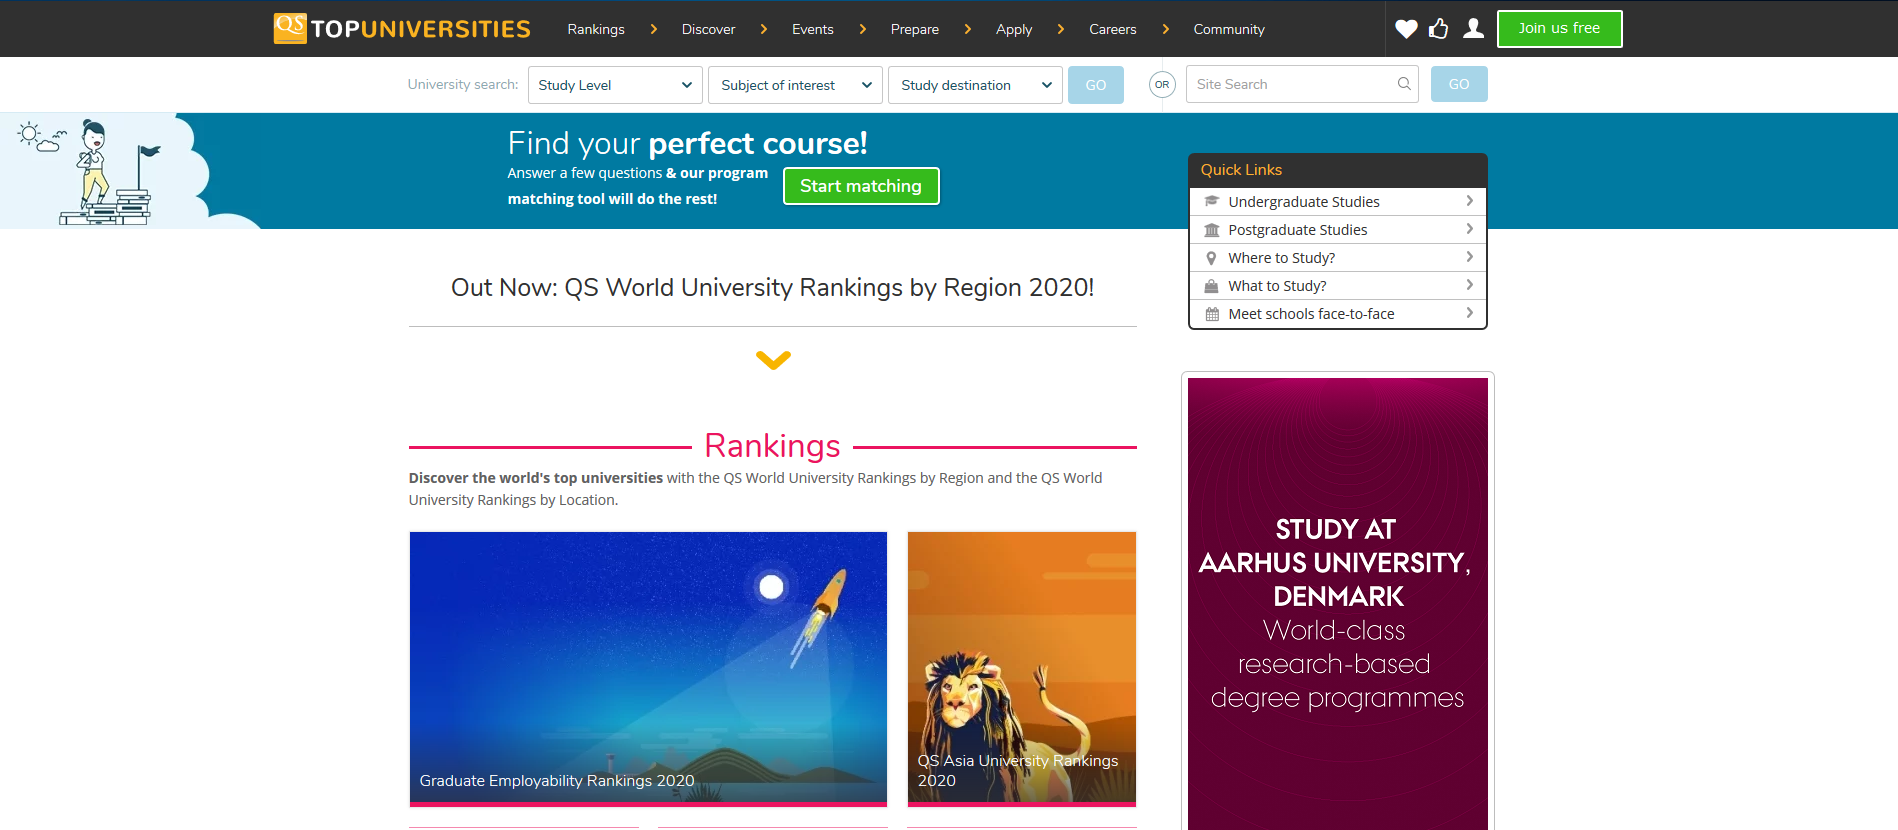 QS TOPUNIVERSITIES
Rankings
Discover
Events
Prepare
Apply
Careers
Community
Join us free
University search:
Study Level
Subject of interest
Study destination
GO
OR
Site Search
GO
Find your perfect course!
Answer a few questions & our program
matching tool will do the rest!
Start matching
Quick Links
Undergraduate Studies
Postgraduate Studies
Where to Study?
What to Study?
Meet schools face-to-face
Out Now: QS World University Rankings by Region 2020!
Rankings
Discover the world's top universities with the QS World University Rankings by Region and the QS World
University Rankings by Location.
Graduate Employability Rankings 2020
QS Asia University Rankings
2020
STUDY AT
AARHUS UNIVERSITY,
DENMARK
World-class
research-based
degree programmes